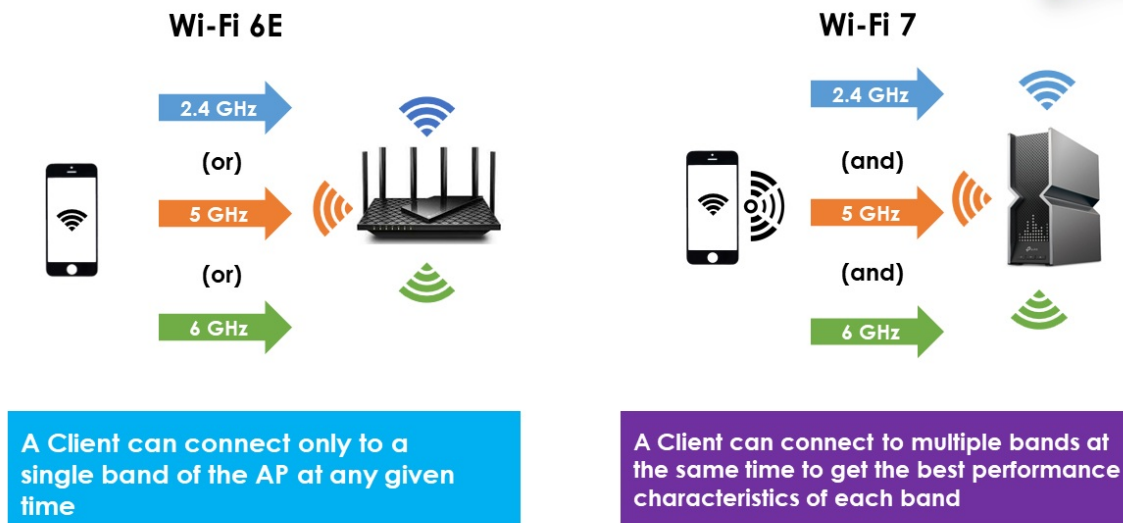 Wi-Fi 6E
2.4 GHz
(or)
5 GHz
(or)
6 GHz
A Client can connect only to a
single band of the AP at any given
time
Wi-Fi 7
2.4 GHz
(and)
5 GHz
(and)
6 GHz
A Client can connect to multiple bands at
the same time to get the best performance
characteristics of each band